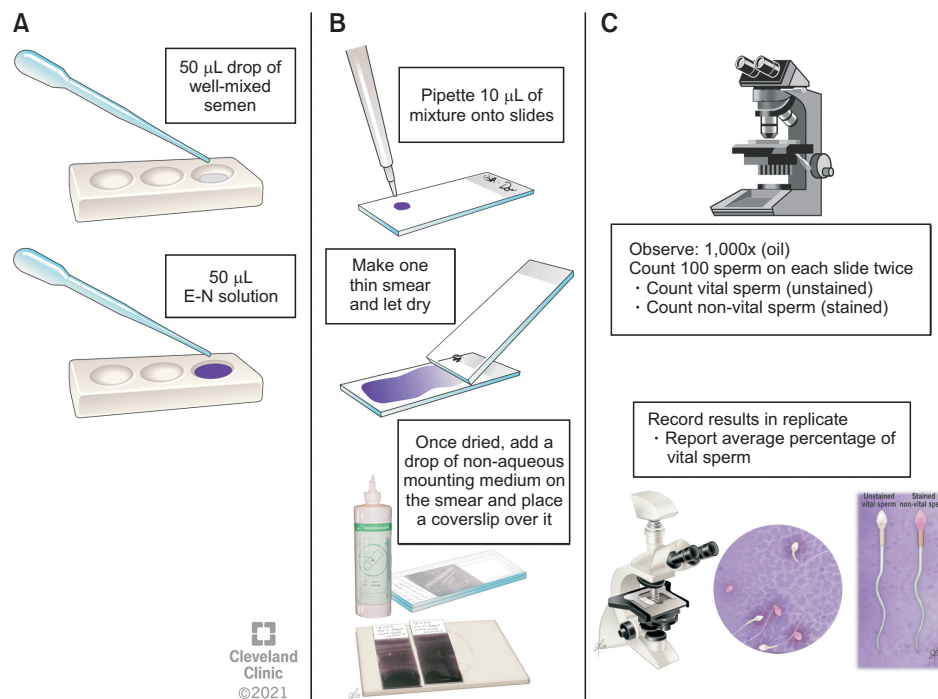 A
50 μL drop of
well-mixed
semen
50 μL
E-N solution
Cleveland
Clinic
©2021
B
Pipette 10 μL of
mixture onto slides
Make one
thin smear
and let dry
Once dried, add a
drop of non-aqueous
mounting medium on
the smear and place
a coverslip over it
C
Observe: 1,000x (oil)
Count 100 sperm on each slide twice
· Count vital sperm (unstained)
· Count non-vital sperm (stained)
Record results in replicate
· Report average percentage of
vital sperm
Unstained
vital sperm
Stained
non-vital spe